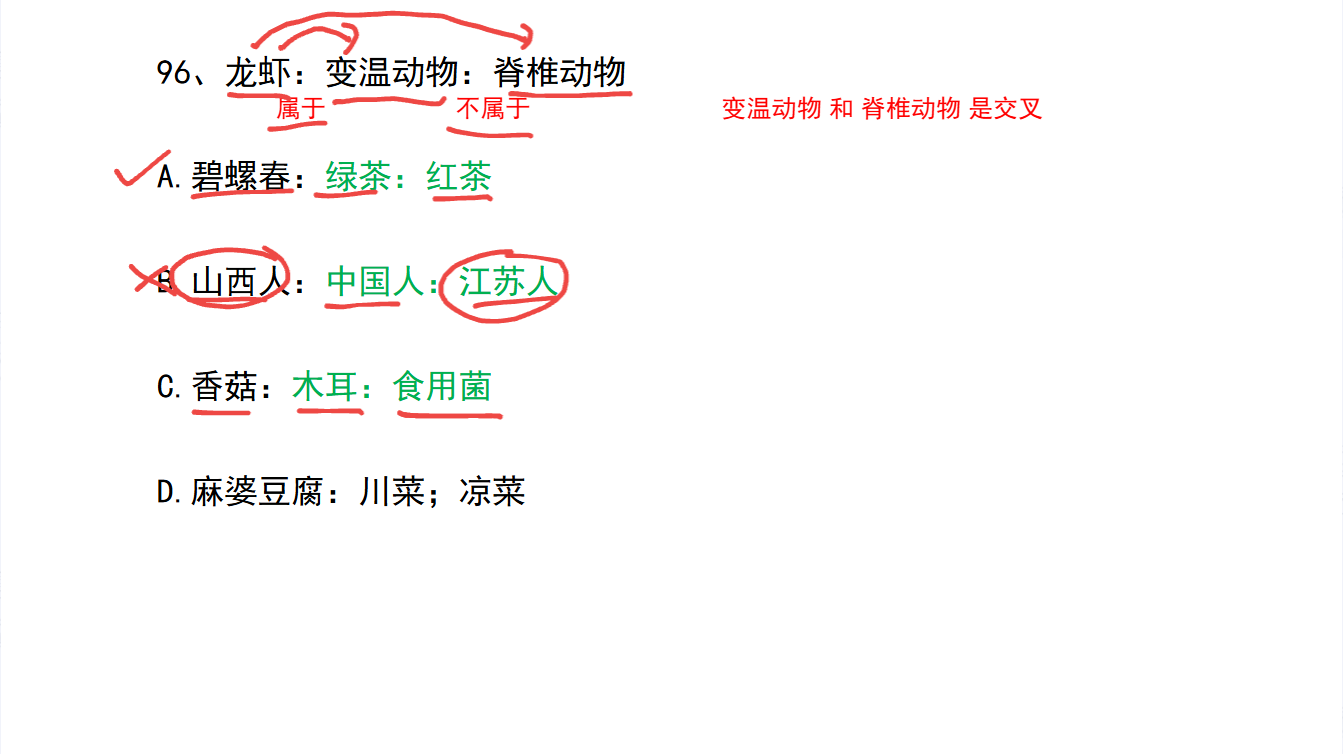 96、龙虾：变温动物：脊椎动物
属于 不属于 变温动物 和 脊椎动物 是交叉
A.碧螺春：绿茶：红茶
B.山西人：中国人：江苏人
C.香菇：木耳：食用菌
D.麻婆豆腐：川菜；凉菜